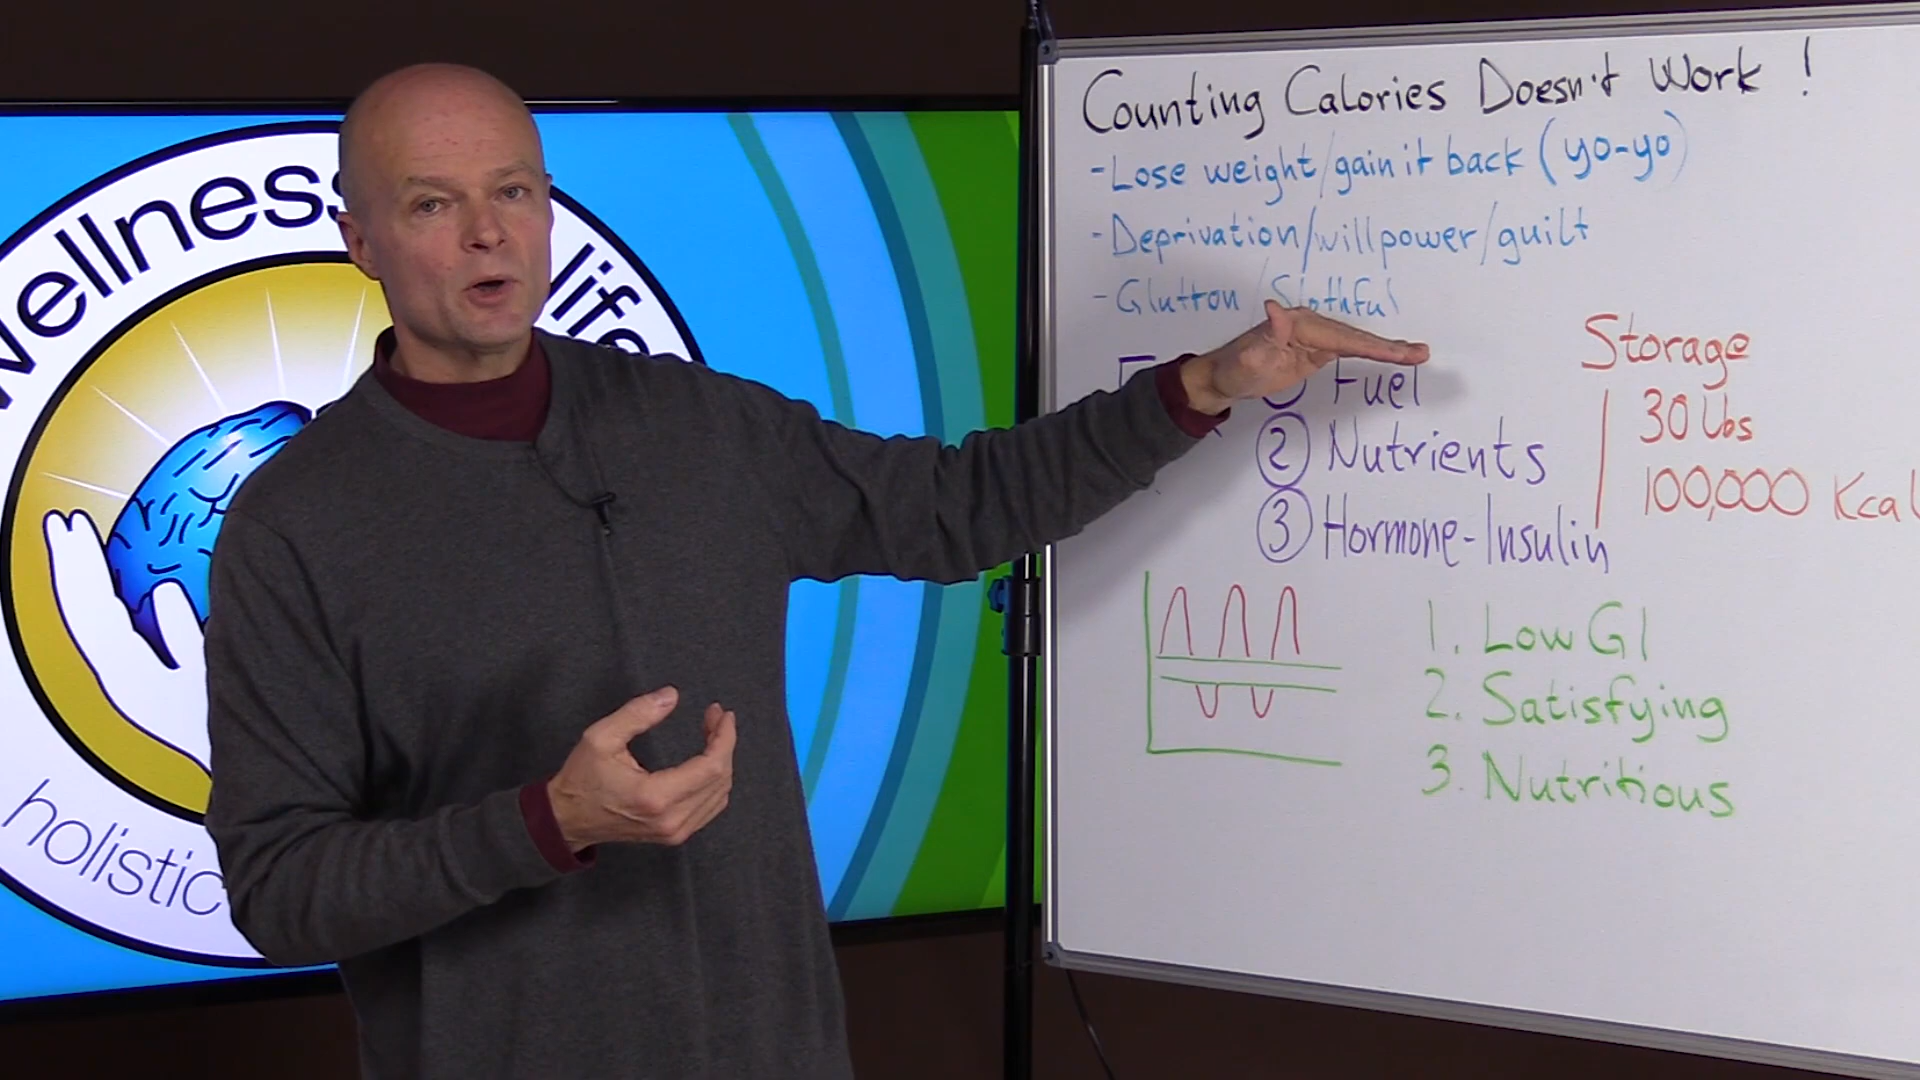 wellness
life
holistic
Counting Calories Doesn't Work !
-Lose weight/gain it back (yo-yo)
-Deprivation/willpower/guilt
-Glutton/Slothful
Fuel
② Nutrients
③ Hormone-Insulin
Storage
30 lbs
100,000 Kcal
1. Low GI
2. Satisfying
3. Nutritious